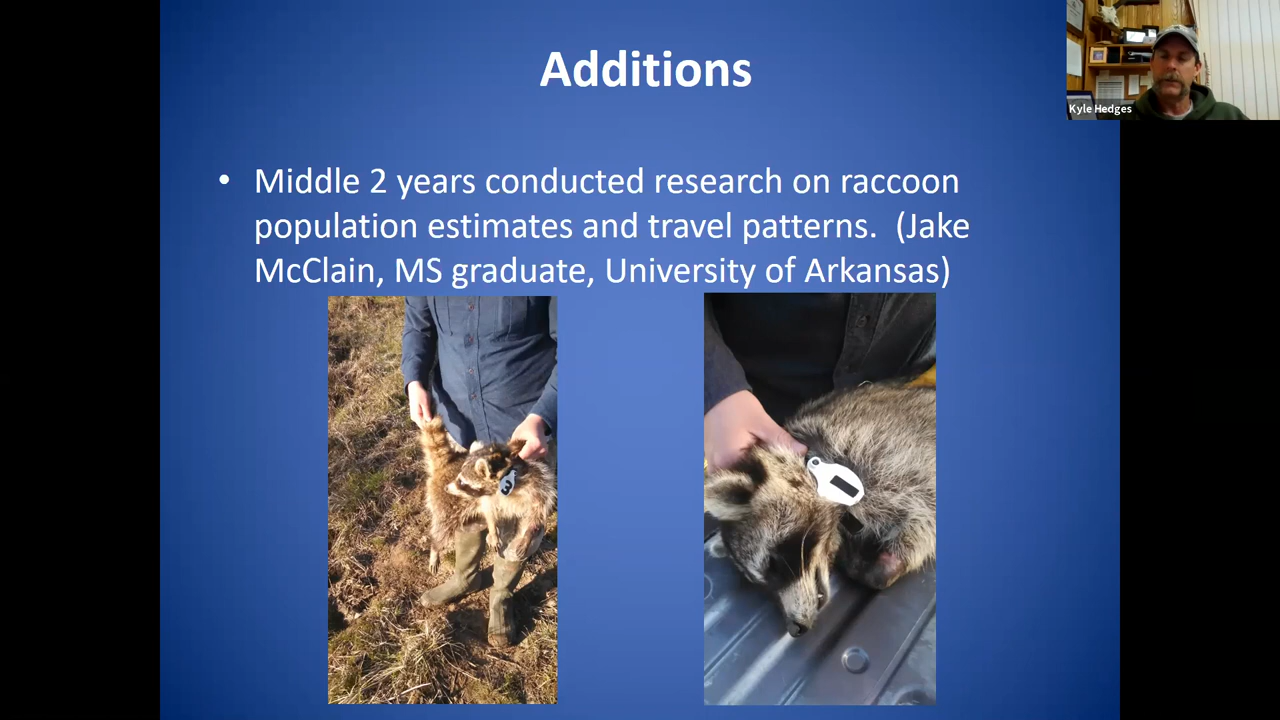 Additions
Kyle Hedges
• Middle 2 years conducted research on raccoon
population estimates and travel patterns.  (Jake
McClain, MS graduate, University of Arkansas)